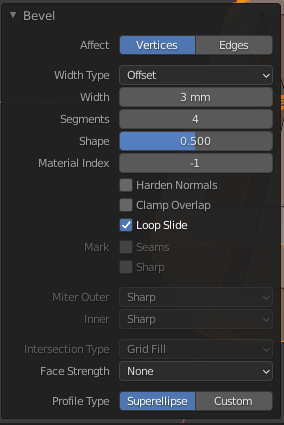 Bevel
Affect Vertices Edges
Width Type Offset
Width 3 mm
Segments 4
Shape 0.500
Material Index -1
Harden Normals
Clamp Overlap
Loop Slide
Mark Seams
Sharp
Miter Outer Sharp
Inner Sharp
Intersection Type Grid Fill
Face Strength None
Profile Type Superellipse Custom